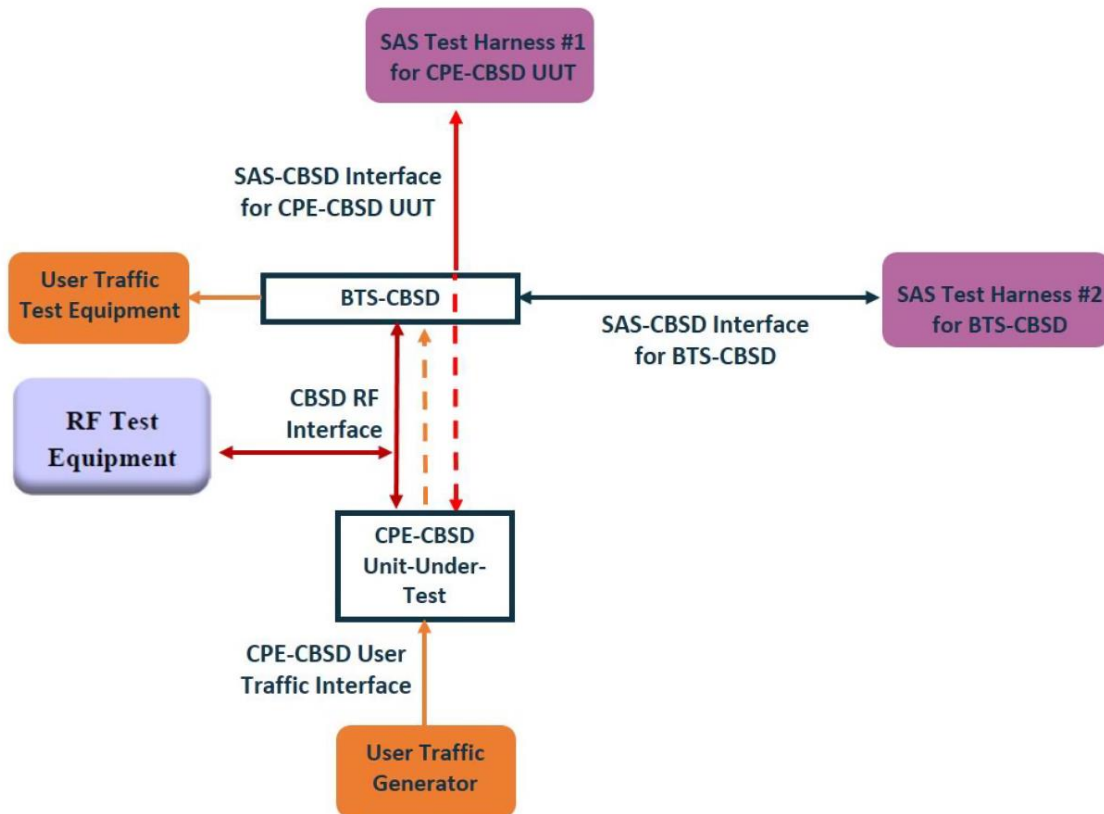 SAS Test Harness #1
for CPE-CBSD UUT
SAS-CBSD Interface
for CPE-CBSD UUT
User Traffic
Test Equipment
BTS-CBSD
SAS Test Harness #2
for BTS-CBSD
SAS-CBSD Interface
for BTS-CBSD
RF Test
Equipment
CBSD RF
Interface
CPE-CBSD
Unit-Under-
Test
CPE-CBSD User
Traffic Interface
User Traffic
Generator